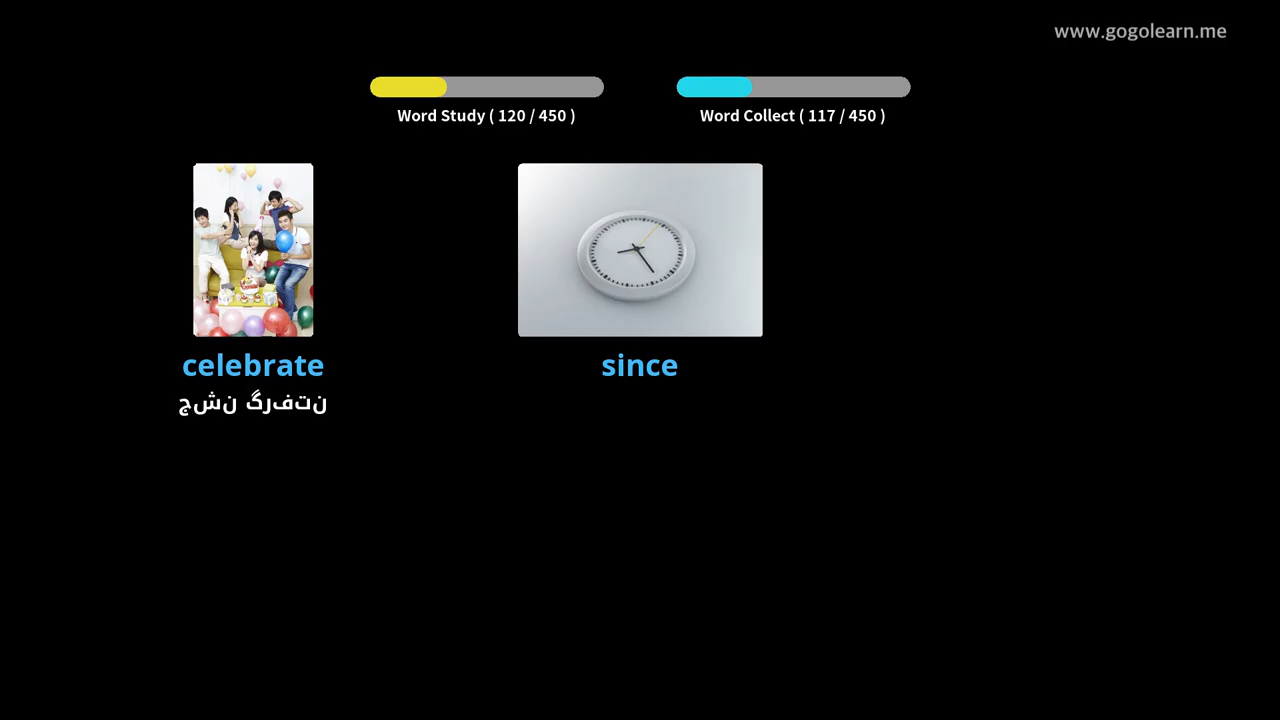 www.gogolearn.me
Word Study ( 120 / 450 )
Word Collect ( 117 / 450 )
celebrate
جشن گرفتن
since